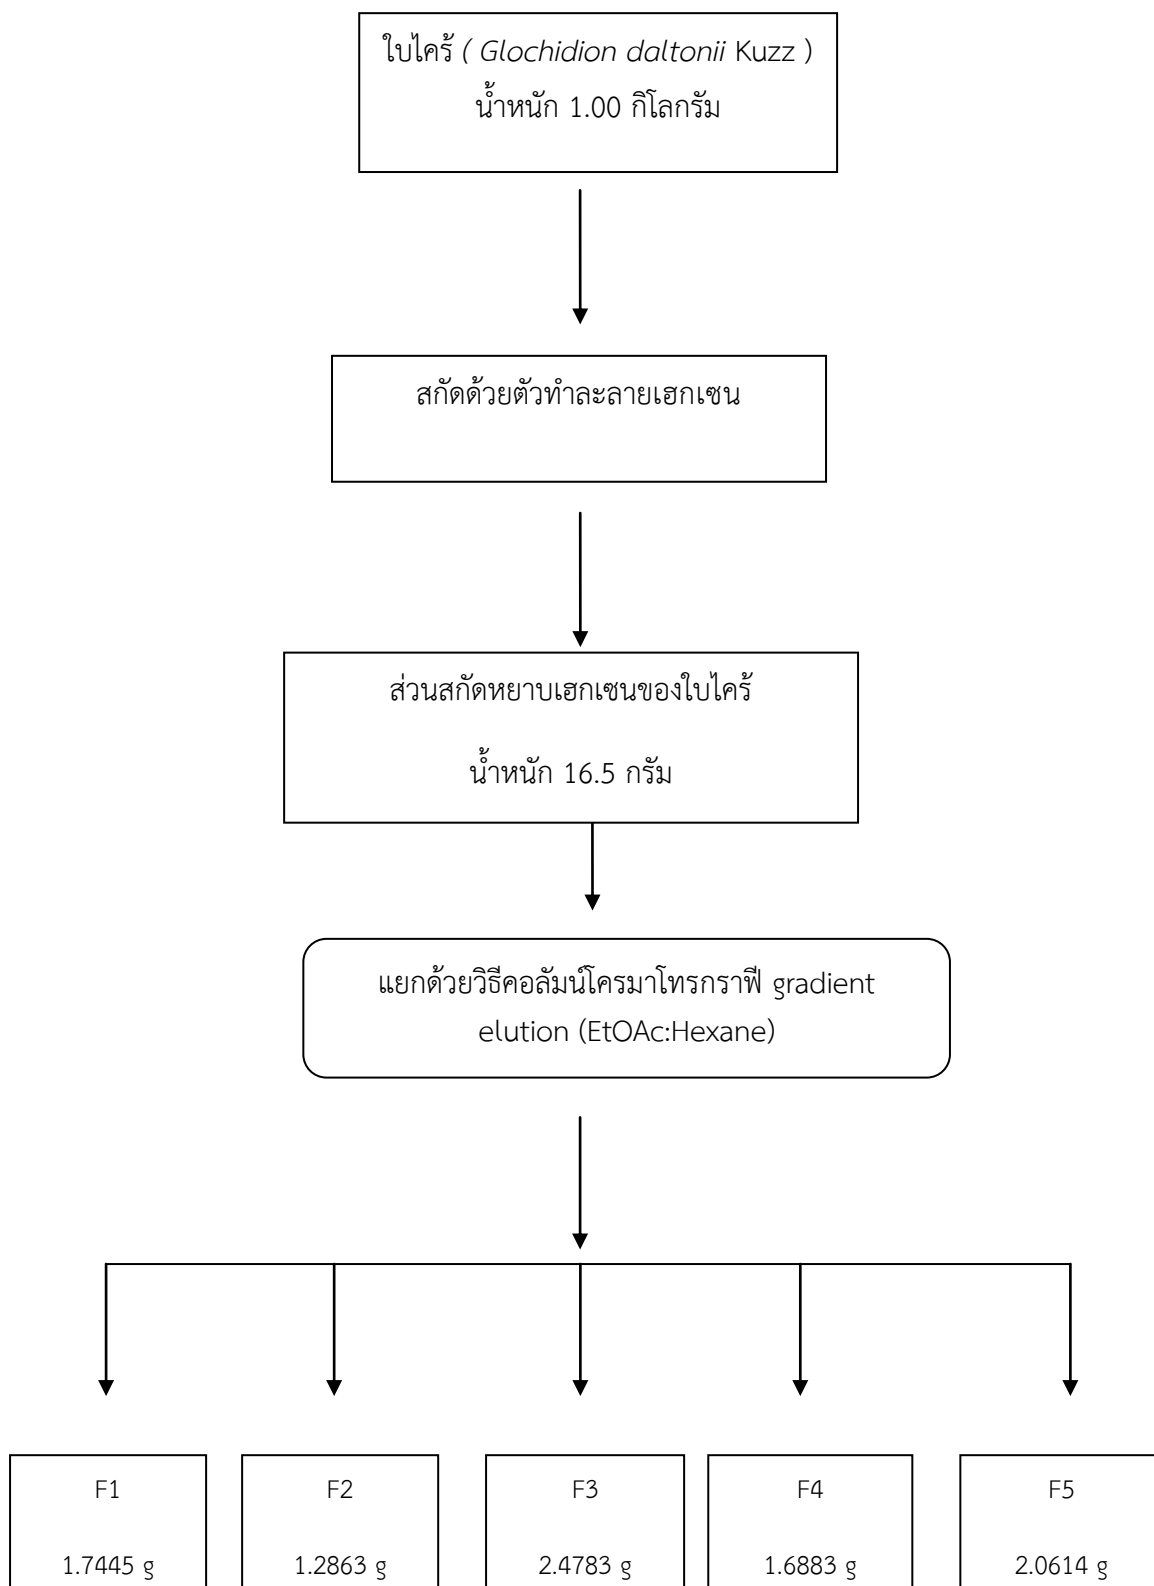 ใบไคร้ ( Glochidion daltonii Kuzz )
น้ำหนัก 1.00 กิโลกรัม
สกัดด้วยตัวทำละลายเฮกเซน
ส่วนสกัดหยาบเฮกเซนของใบไคร้
น้ำหนัก 16.5 กรัม
แยกด้วยวิธีคอลัมน์โครมาโทรกราฟี gradient
elution (EtOAc:Hexane)
F1
1.7445 g
F2
1.2863 g
F3
2.4783 g
F4
1.6883 g
F5
2.0614 g